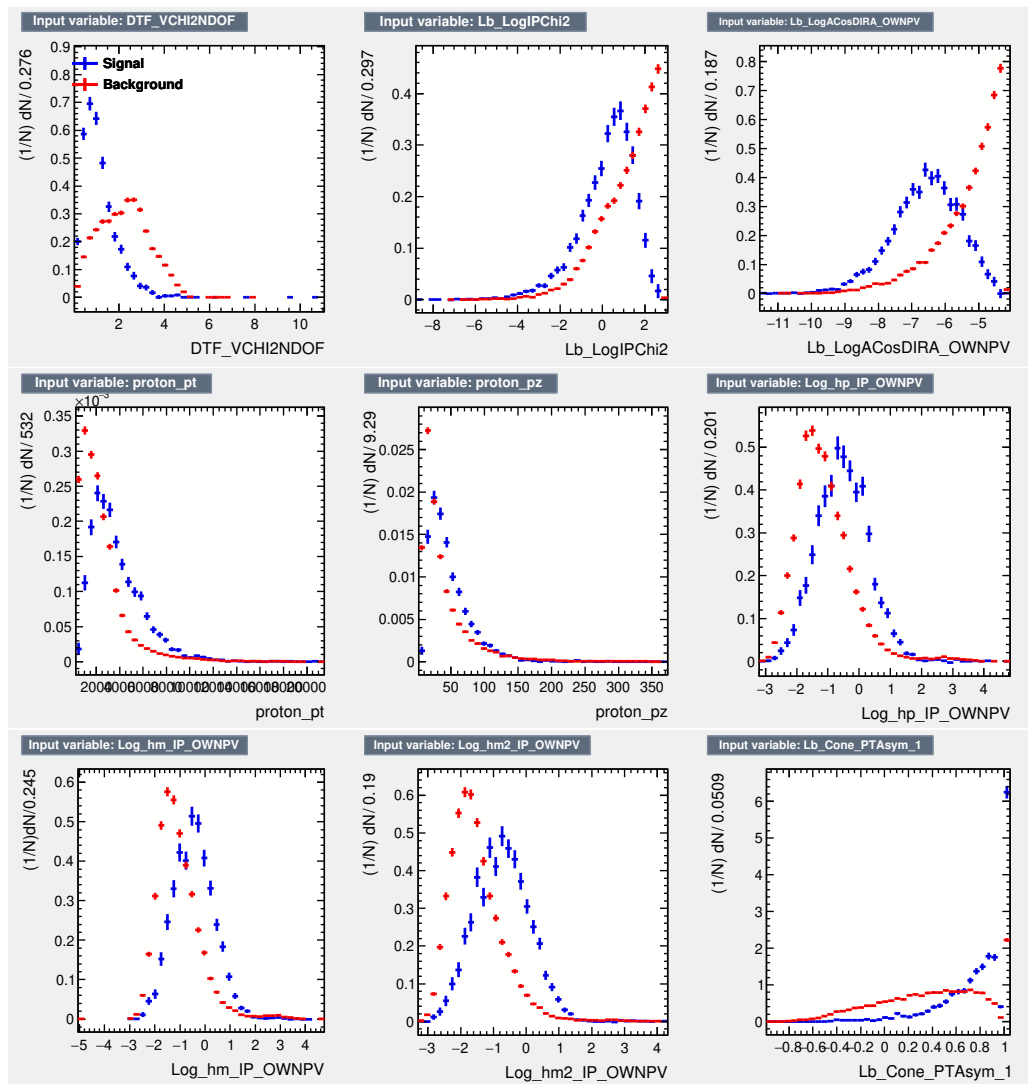 Input variable: DTF_VCHI2NDOF
(1/N) dN/ 0.276
Signal
Background
0.9
0.8
0.7
0.6
0.5
0.4
0.3
0.2
0.1
0
2 4 6 8 10
DTF_VCHI2NDOF
Input variable: Lb_LogIPChi2
(1/N) dN/ 0.297
0.4
0.3
0.2
0.1
0
−8 −6 −4 −2 0 2
Lb_LogIPChi2
Input variable: Lb_LogACosDIRA_OWNPV
(1/N) dN/ 0.187
0.8
0.7
0.6
0.5
0.4
0.3
0.2
0.1
0
−11 −10 −9 −8 −7 −6 −5
Lb_LogACosDIRA_OWNPV
Input variable: proton_pt
×10⁻³
(1/N) dN/ 532
0.35
0.3
0.25
0.2
0.15
0.1
0.05
0
2000 4000 6000 8000 10000 12000 14000 16000 18000 20000
proton_pt
Input variable: proton_pz
(1/N) dN/ 9.29
0.025
0.02
0.015
0.01
0.005
0
50 100 150 200 250 300 350
proton_pz
Input variable: Log_hp_IP_OWNPV
(1/N) dN/ 0.201
0.5
0.4
0.3
0.2
0.1
0
−3 −2 −1 0 1 2 3 4
Log_hp_IP_OWNPV
Input variable: Log_hm_IP_OWNPV
(1/N)dN/0.245
0.6
0.5
0.4
0.3
0.2
0.1
0
−5 −4 −3 −2 −1 0 1 2 3 4
Log_hm_IP_OWNPV
Input variable: Log_hm2_IP_OWNPV
(1/N) dN/ 0.19
0.6
0.5
0.4
0.3
0.2
0.1
0
−3 −2 −1 0 1 2 3 4
Log_hm2_IP_OWNPV
Input variable: Lb_Cone_PTAsym_1
(1/N) dN/ 0.0509
6
5
4
3
2
1
0
−0.8 −0.6 −0.4 −0.2 0 0.2 0.4 0.6 0.8 1
Lb_Cone_PTAsym_1